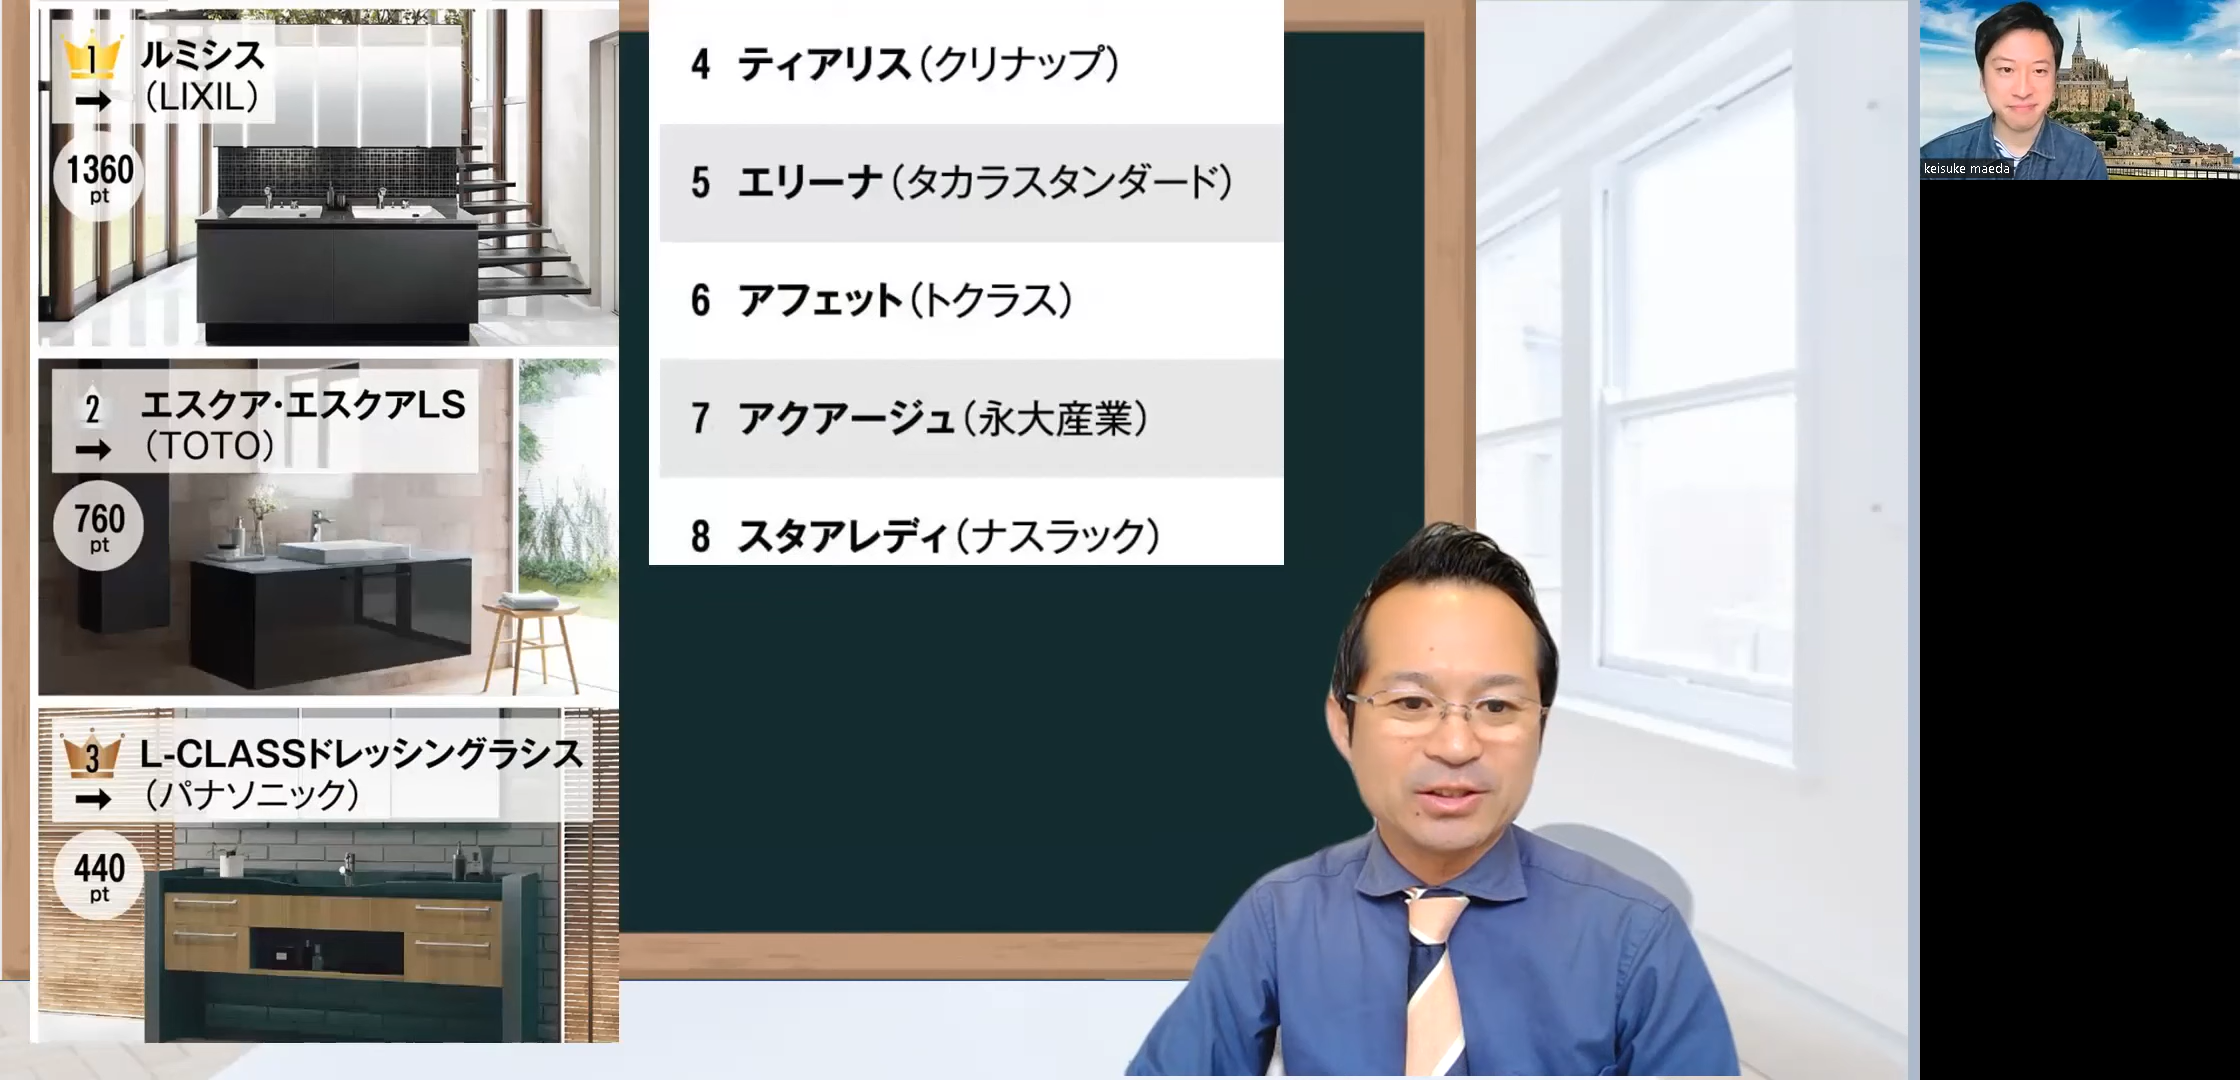 1 ルミシス
→ (LIXIL)
1360
pt
2 エスクア・エスクアLS
→ (TOTO)
760
pt
3 L-CLASSドレッシングラシス
→ (パナソニック)
440
pt
4 ティアリス(クリナップ)
5 エリーナ(タカラスタンダード)
6 アフェット(トクラス)
7 アクアージュ(永大産業)
8 スタアレディ(ナスラック)
keisuke maeda